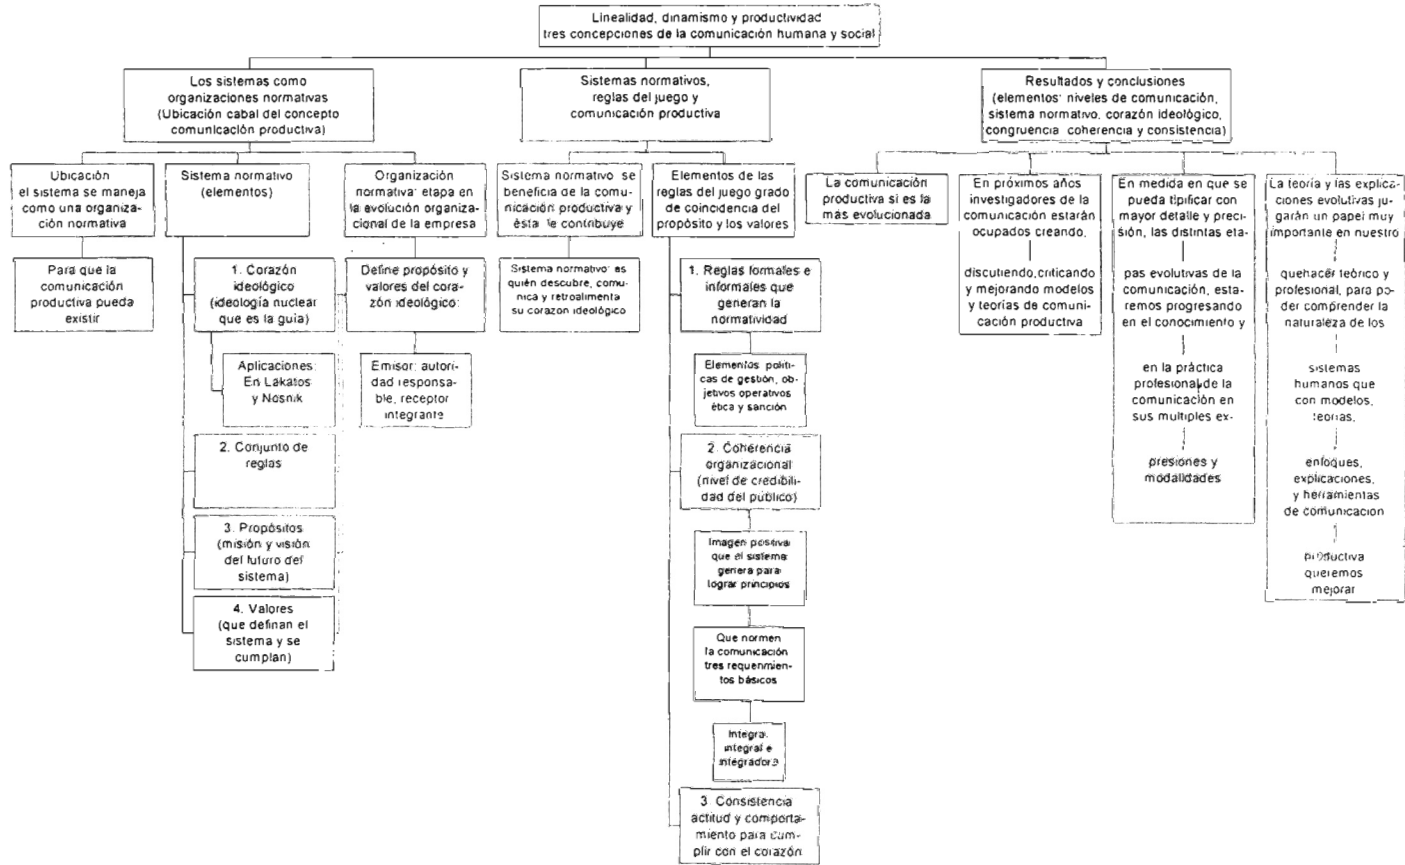 Linealidad, dinamismo y productividad
tres concepciones de la comunicación humana y social
Los sistemas como
organizaciones normativas
(Ubicación cabal del concepto
comunicación productiva)
Ubicación
el sistema se maneja
como una organiza-
ción normativa
Para que la
comunicación
productiva pueda
existir
Sistema normativo
(elementos)
1. Corazón
ideológico
(ideología nuclear
que es la guía)
Aplicaciones:
En Lakatos
y Nosnik
2. Conjunto de
reglas
3. Propósitos
(misión y visión
del futuro del
sistema)
4. Valores
(que definan el
sistema y se
cumplan)
Organización
normativa: etapa en
la evolución organiza-
cional de la empresa
Define propósito y
valores del cora-
zón ideológico:
Emisor: autori-
dad responsa-
ble, receptor
integrante
Sistemas normativos,
reglas del juego y
comunicación productiva
Sistema normativo se
beneficia de la comu-
nicación productiva y
ésta le contribuye
Sistema normativo: es
quién descubre, comu-
nica y retroalimenta
su corazon ideológico
Elementos de las
reglas del juego grado
de coincidencia del
propósito y los valores
1. Reglas formales e
informales que
generan la
normatividad
Elementos: políti-
cas de gestión, ob-
jetivos operativos
ética y sanción
2. Coherencia
organizacional
(nivel de credibili-
dad del público)
Imagen positiva
que el sistema
genera para
lograr principios
Que normen
la comunicación
tres requerimien-
tos básicos
Integra,
integral e
integradora
3. Consistencia
actitud y comporta-
miento para cum-
plir con el corazón
Resultados y conclusiones
(elementos: niveles de comunicación,
sistema normativo, corazón ideológico,
congruencia coherencia y consistencia)
La comunicación
productiva si es la
más evolucionada
En próximos años
investigadores de la
comunicación estarán
ocupados creando,
discutiendo, criticando
y mejorando modelos
y teorías de comuni-
cación productiva
En medida en que se
pueda tipificar con
mayor detalle y preci-
sión, las distintas eta-
pas evolutivas de la
comunicación, esta-
remos progresando
en el conocimiento y
en la práctica
profesional de la
comunicación en
sus multiples ex-
presiones y
modalidades
La teoría y las explica-
ciones evolutivas ju-
garán un papel muy
importante en nuestro
quehacer teórico y
profesional, para po-
der comprender la
naturaleza de los
sistemas
humanos que
con modelos,
teorías,
enfoques,
explicaciones,
y herramientas
de comunicación
productiva
queremos
mejorar